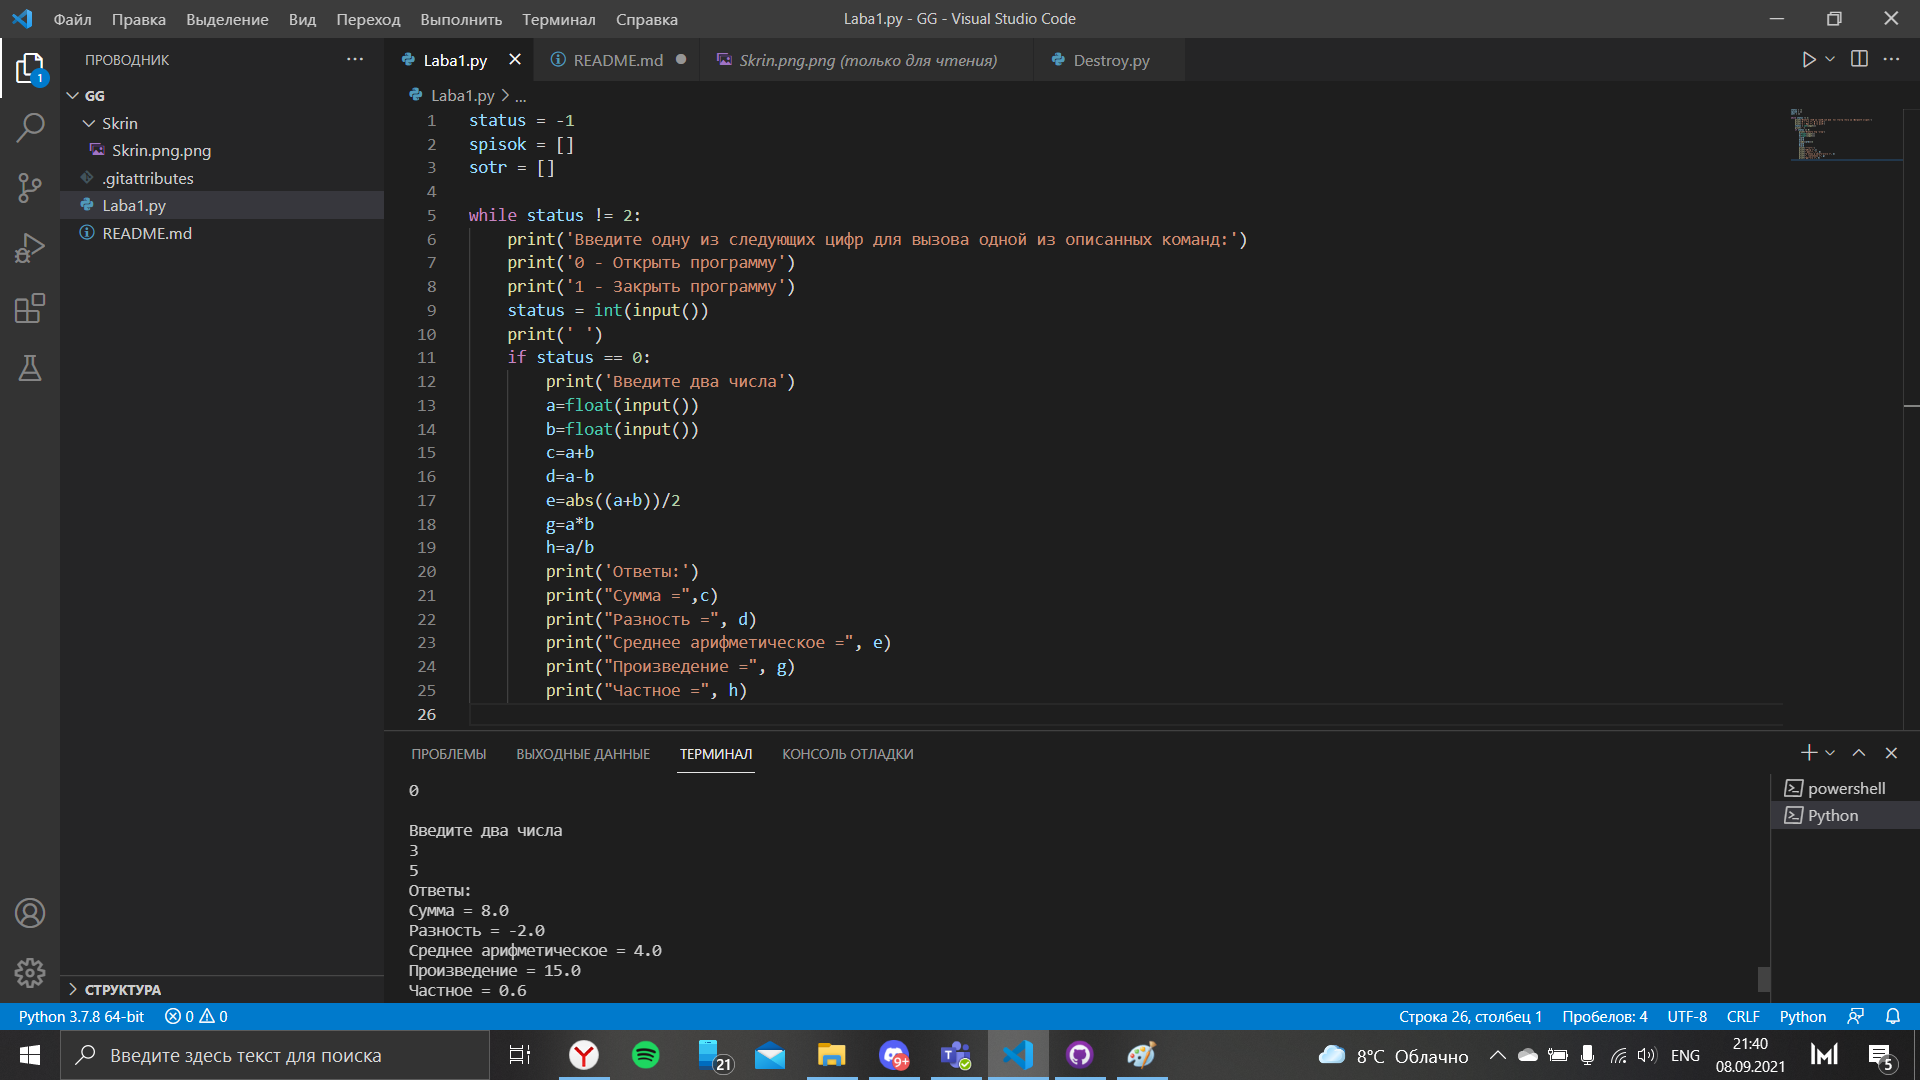 Файл Правка Выделение Вид Переход Выполнить Терминал Справка
Laba1.py - GG - Visual Studio Code
ПРОВОДНИК
1
GG
Skrin
Skrin.png.png
.gitattributes
Laba1.py
README.md
СТРУКТУРА
Laba1.py README.md Skrin.png.png (только для чтения) Destroy.py
Laba1.py > ...
1 status = -1
2 spisok = []
3 sotr = []
4
5 while status != 2:
6 print('Введите одну из следующих цифр для вызова одной из описанных команд:')
7 print('0 - Открыть программу')
8 print('1 - Закрыть программу')
9 status = int(input())
10 print(' ')
11 if status == 0:
12 print('Введите два числа')
13 a=float(input())
14 b=float(input())
15 c=a+b
16 d=a-b
17 e=abs((a+b))/2
18 g=a*b
19 h=a/b
20 print('Ответы:')
21 print("Сумма =",c)
22 print("Разность =", d)
23 print("Среднее арифметическое =", e)
24 print("Произведение =", g)
25 print("Частное =", h)
26
ПРОБЛЕМЫ ВЫХОДНЫЕ ДАННЫЕ ТЕРМИНАЛ КОНСОЛЬ ОТЛАДКИ
0
Введите два числа
3
5
Ответы:
Сумма = 8.0
Разность = -2.0
Среднее арифметическое = 4.0
Произведение = 15.0
Частное = 0.6
powershell
Python
Python 3.7.8 64-bit 0 0
Строка 26, столбец 1 Пробелов: 4 UTF-8 CRLF Python
Введите здесь текст для поиска
21
9+
8°C Облачно
ENG
21:40
08.09.2021
5